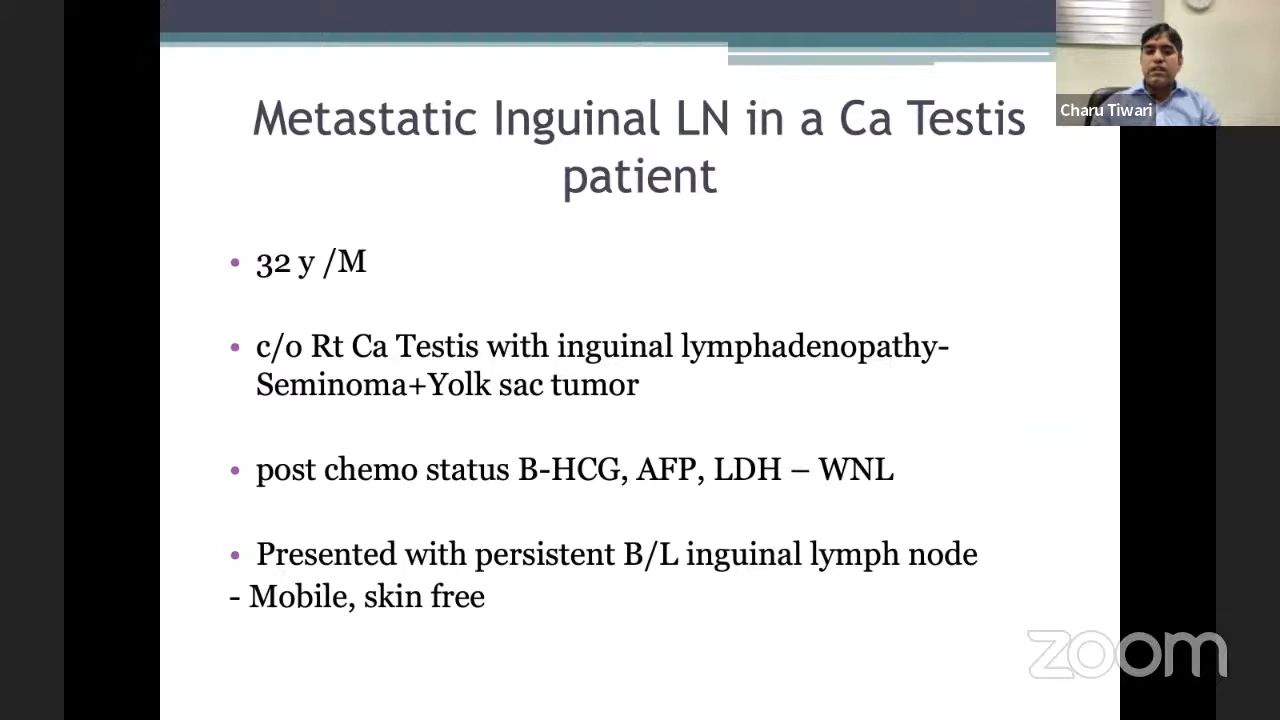 Metastatic Inguinal LN in a Ca Testis
patient
Charu Tiwari
• 32 y /M
• c/o Rt Ca Testis with inguinal lymphadenopathy-
Seminoma+Yolk sac tumor
• post chemo status B-HCG, AFP, LDH – WNL
• Presented with persistent B/L inguinal lymph node
- Mobile, skin free
zoom